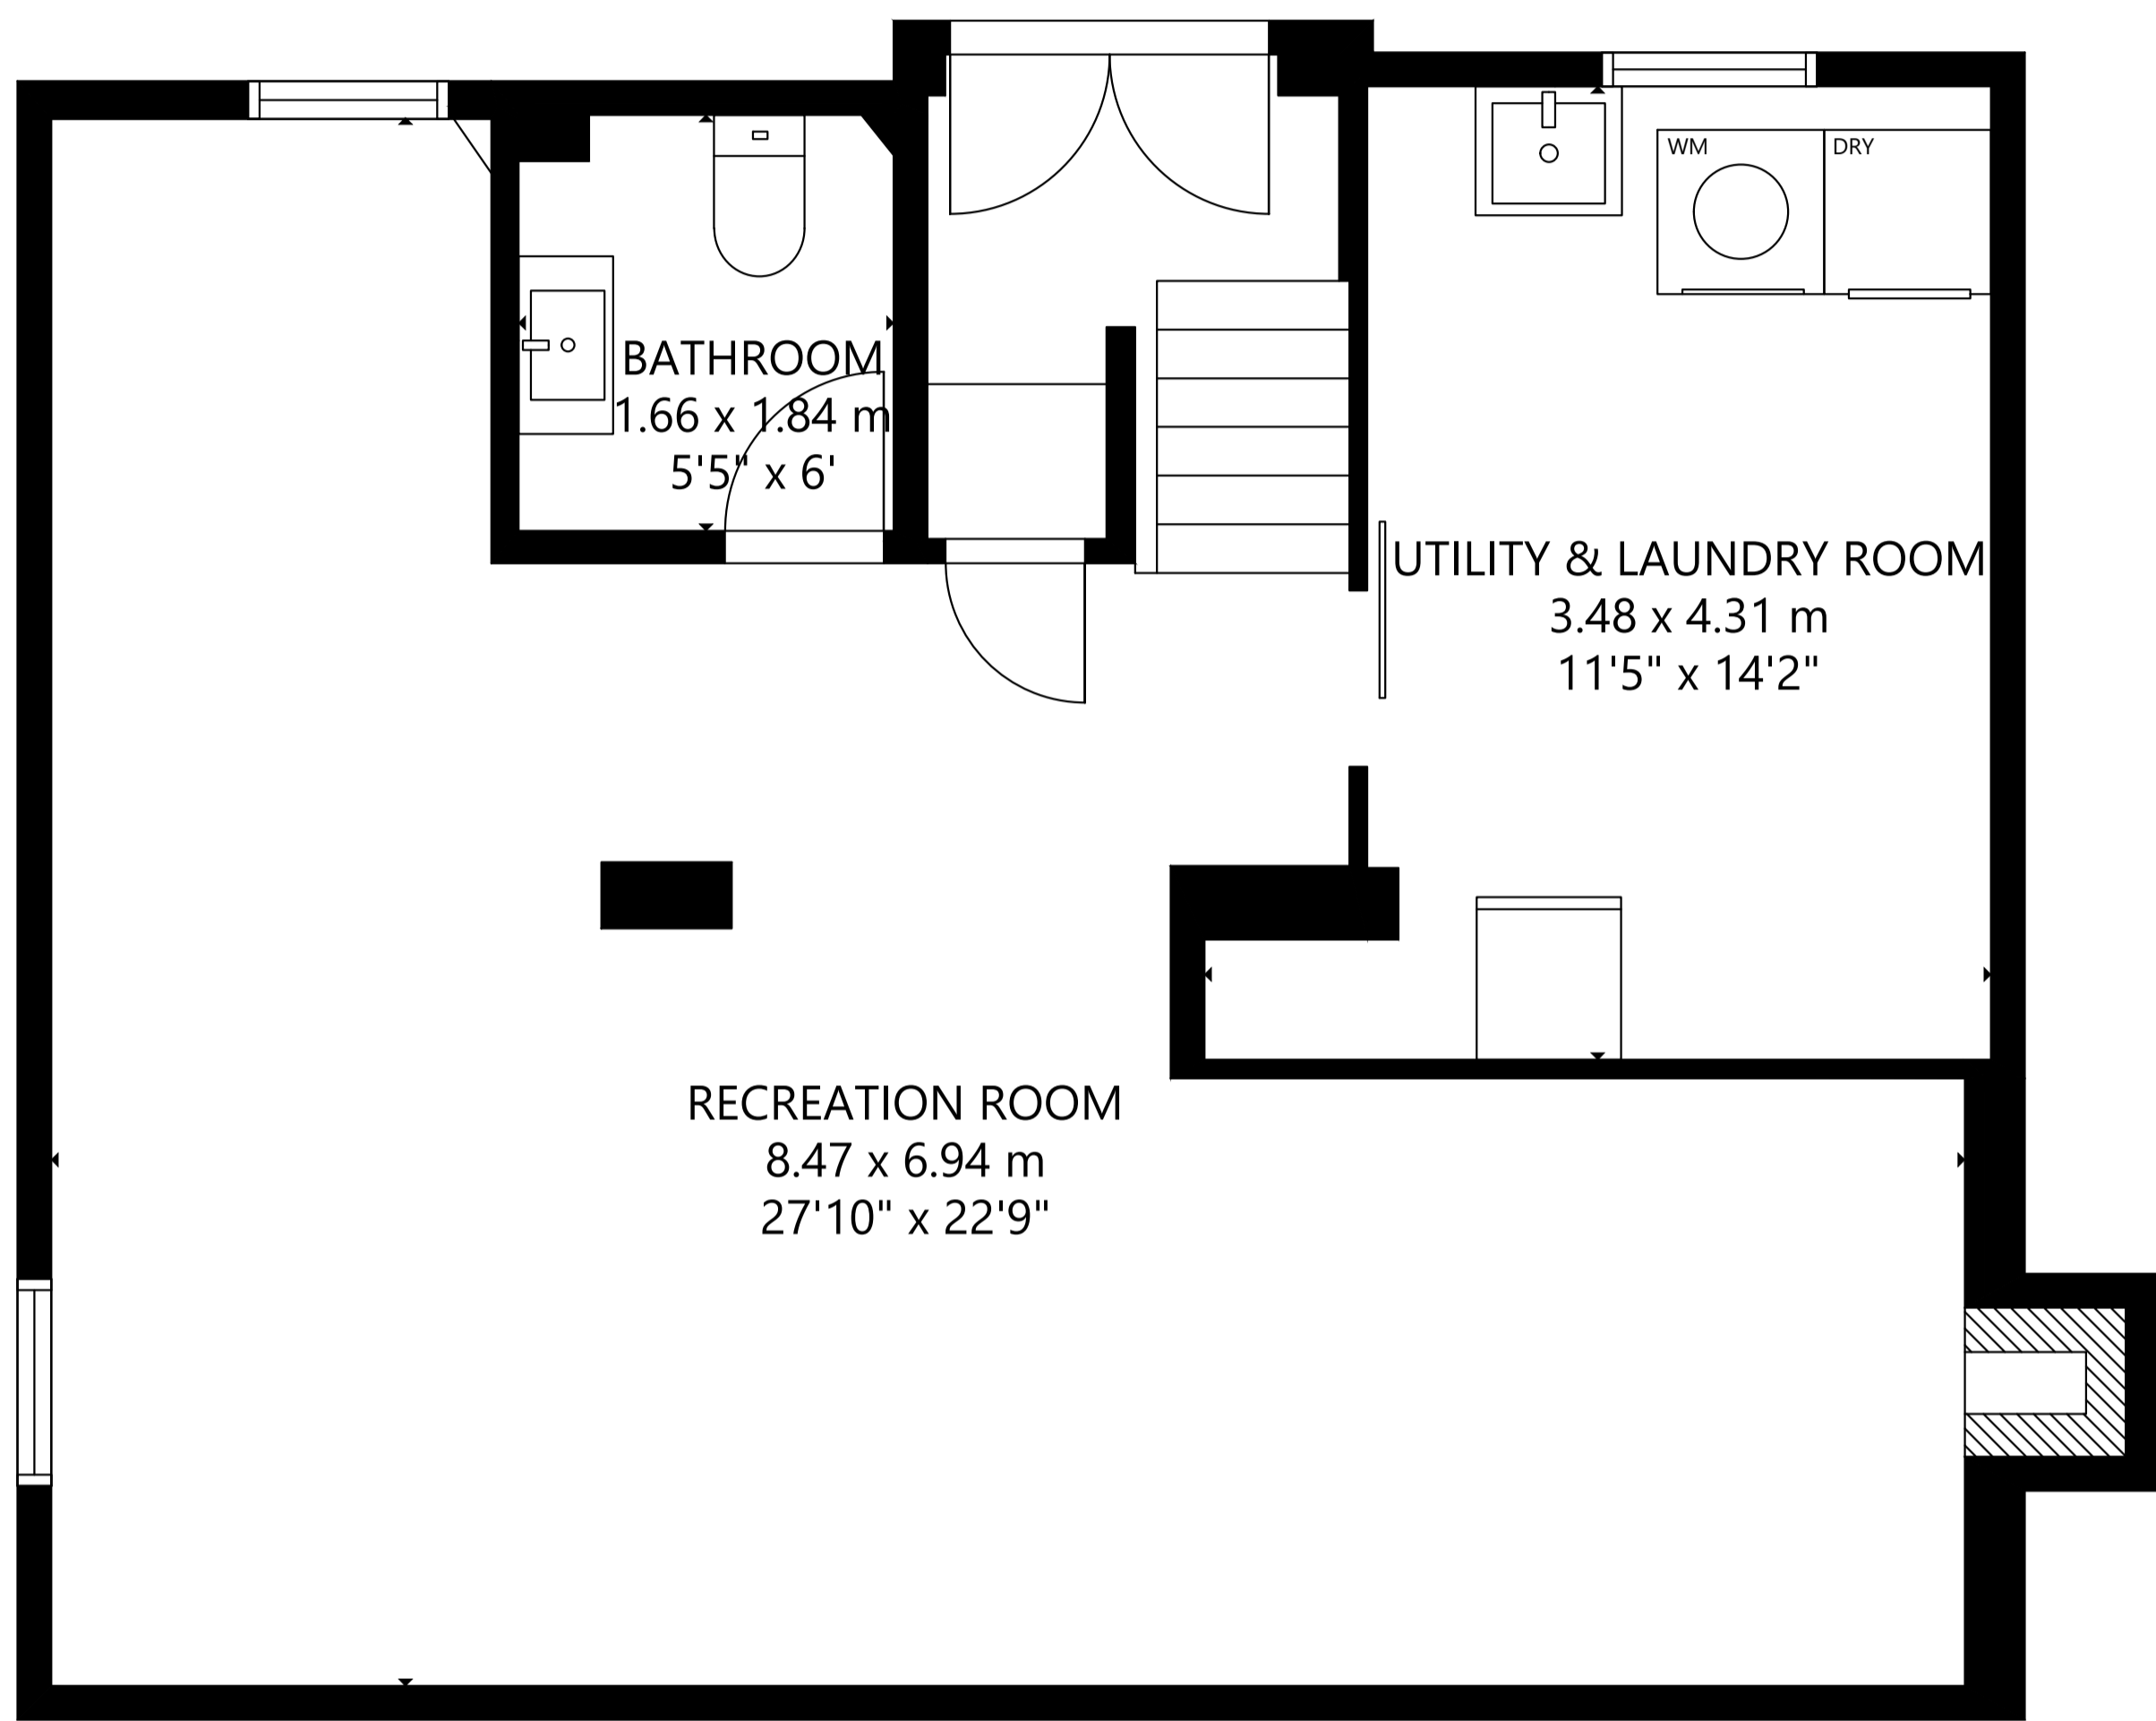 WM
DRY
BATHROOM
1.66 x 1.84 m
5'5" x 6'
UTILITY & LAUNDRY ROOM
3.48 x 4.31 m
11'5" x 14'2"
RECREATION ROOM
8.47 x 6.94 m
27'10" x 22'9"